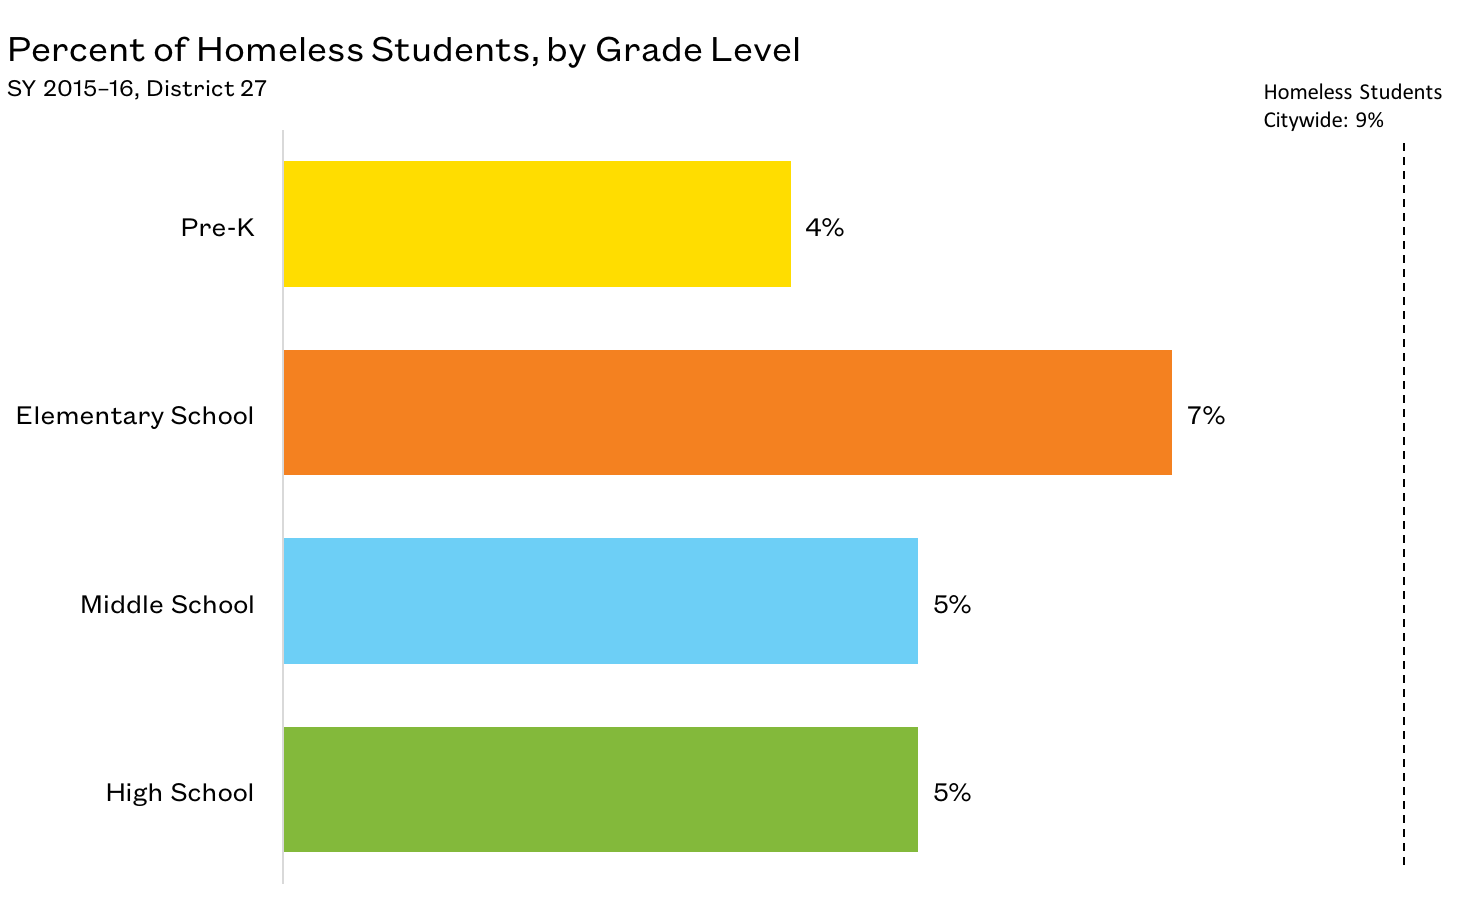 Percent of Homeless Students, by Grade Level
SY 2015–16, District 27
Homeless Students
Citywide: 9%
Pre-K
4%
Elementary School
7%
Middle School
5%
High School
5%